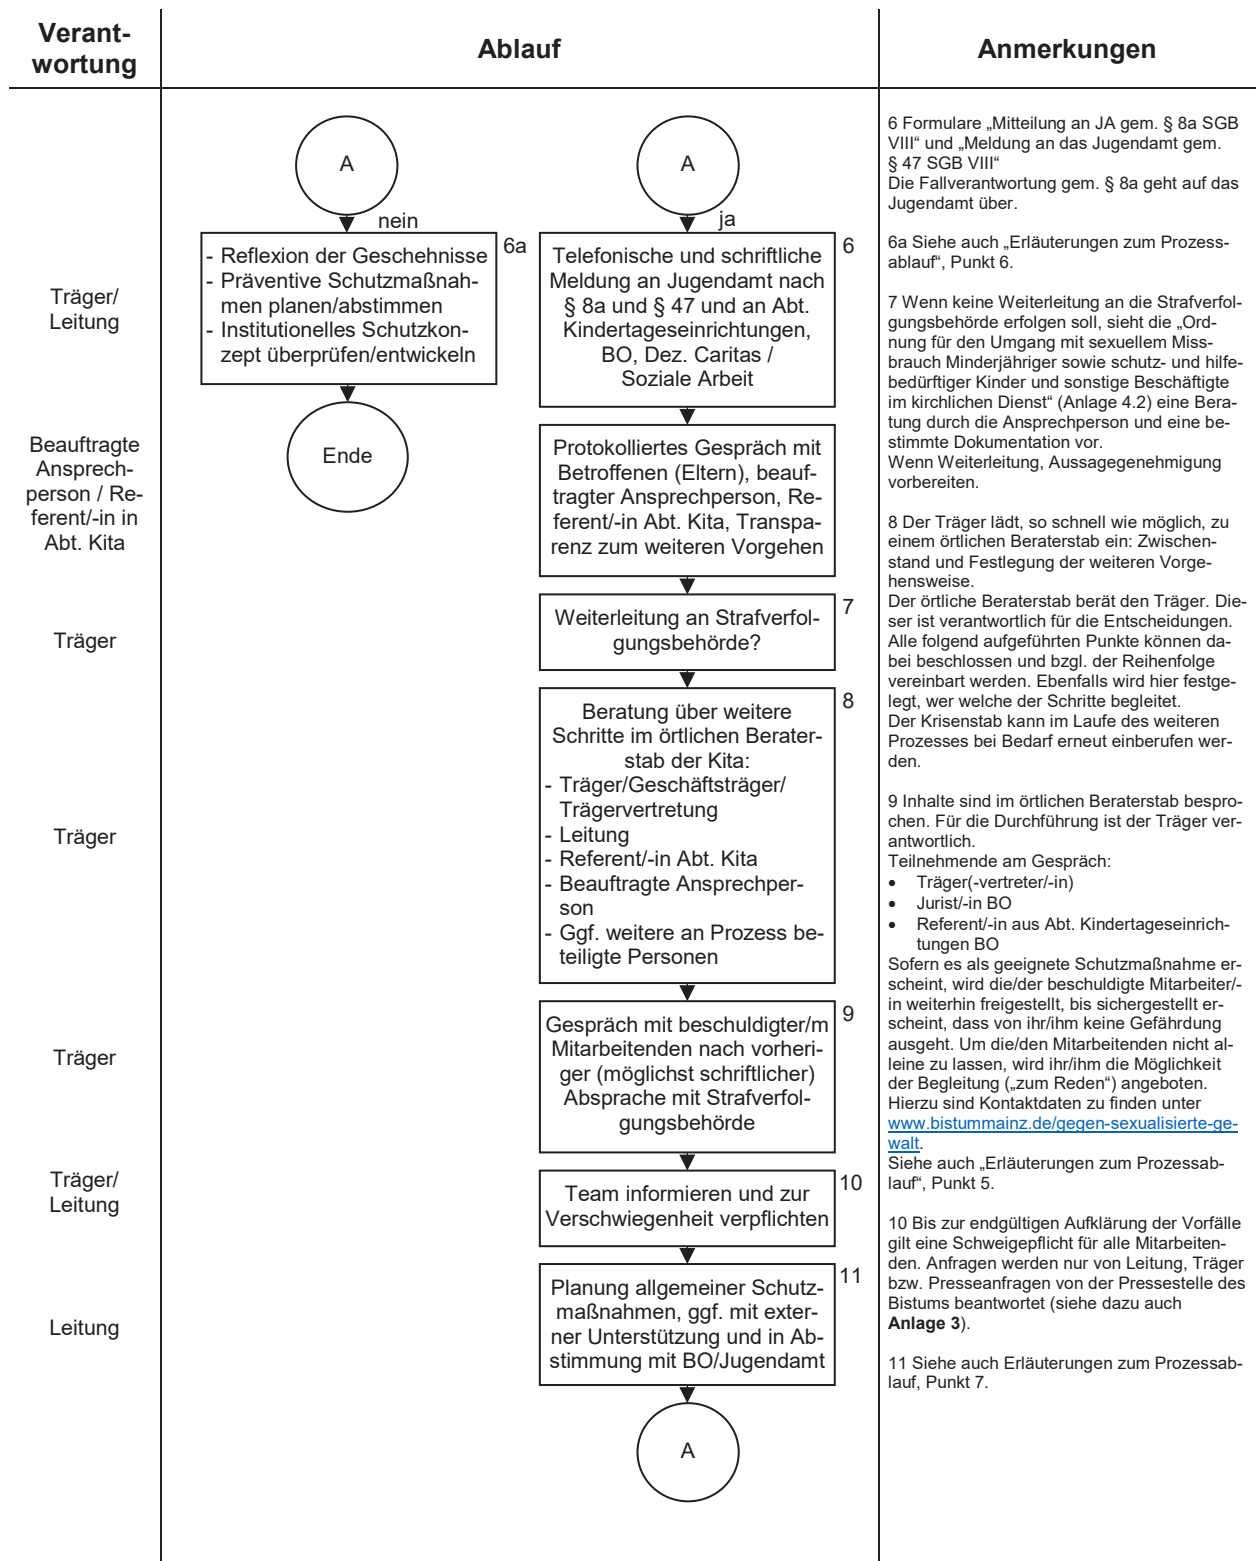 Verant-
wortung
Ablauf
Anmerkungen
A
nein
A
ja
Träger/
Leitung
- Reflexion der Geschehnisse
- Präventive Schutzmaßnah-
men planen/abstimmen
- Institutionelles Schutzkon-
zept überprüfen/entwickeln
6a
Ende
Telefonische und schriftliche
Meldung an Jugendamt nach
§ 8a und § 47 und an Abt.
Kindertageseinrichtungen,
BO, Dez. Caritas /
Soziale Arbeit
6
Beauftragte
Ansprech-
person / Re-
ferent/-in in
Abt. Kita
Protokolliertes Gespräch mit
Betroffenen (Eltern), beauf-
tragter Ansprechperson, Re-
ferent/-in Abt. Kita, Transpa-
renz zum weiteren Vorgehen
Träger
Weiterleitung an Strafverfol-
gungsbehörde?
7
Träger
Beratung über weitere
Schritte im örtlichen Berater-
stab der Kita:
- Träger/Geschäftsträger/
Trägervertretung
- Leitung
- Referent/-in Abt. Kita
- Beauftragte Ansprechper-
son
- Ggf. weitere an Prozess be-
teiligte Personen
8
Träger
Gespräch mit beschuldigter/m
Mitarbeitenden nach vorheri-
ger (möglichst schriftlicher)
Absprache mit Strafverfol-
gungsbehörde
9
Träger/
Leitung
Team informieren und zur
Verschwiegenheit verpflichten
10
Leitung
Planung allgemeiner Schutz-
maßnahmen, ggf. mit exter-
ner Unterstützung und in Ab-
stimmung mit BO/Jugendamt
11
A
6 Formulare „Mitteilung an JA gem. § 8a SGB
VIII“ und „Meldung an das Jugendamt gem.
§ 47 SGB VIII“
Die Fallverantwortung gem. § 8a geht auf das
Jugendamt über.
6a Siehe auch „Erläuterungen zum Prozess-
ablauf“, Punkt 6.
7 Wenn keine Weiterleitung an die Strafverfol-
gungsbehörde erfolgen soll, sieht die „Ord-
nung für den Umgang mit sexuellem Miss-
brauch Minderjähriger sowie schutz- und hilfe-
bedürftiger Kinder und sonstige Beschäftigte
im kirchlichen Dienst“ (Anlage 4.2) eine Bera-
tung durch die Ansprechperson und eine be-
stimmte Dokumentation vor.
Wenn Weiterleitung, Aussagegenehmigung
vorbereiten.
8 Der Träger lädt, so schnell wie möglich, zu
einem örtlichen Beraterstab ein: Zwischen-
stand und Festlegung der weiteren Vorge-
hensweise.
Der örtliche Beraterstab berät den Träger. Die-
ser ist verantwortlich für die Entscheidungen.
Alle folgend aufgeführten Punkte können da-
bei beschlossen und bzgl. der Reihenfolge
vereinbart werden. Ebenfalls wird hier festge-
legt, wer welche der Schritte begleitet.
Der Krisenstab kann im Laufe des weiteren
Prozesses bei Bedarf erneut einberufen wer-
den.
9 Inhalte sind im örtlichen Beraterstab bespro-
chen. Für die Durchführung ist der Träger ver-
antwortlich.
Teilnehmende am Gespräch:
• Träger(-vertreter/-in)
• Jurist/-in BO
• Referent/-in aus Abt. Kindertageseinrich-
tungen BO
Sofern es als geeignete Schutzmaßnahme er-
scheint, wird die/der beschuldigte Mitarbeiter/-
in weiterhin freigestellt, bis sichergestellt er-
scheint, dass von ihr/ihm keine Gefährdung
ausgeht. Um die/den Mitarbeitenden nicht al-
leine zu lassen, wird ihr/ihm die Möglichkeit
der Begleitung („zum Reden“) angeboten.
Hierzu sind Kontaktdaten zu finden unter
www.bistummainz.de/gegen-sexualisierte-ge-
walt.
Siehe auch „Erläuterungen zum Prozessab-
lauf“, Punkt 5.
10 Bis zur endgültigen Aufklärung der Vorfälle
gilt eine Schweigepflicht für alle Mitarbeiten-
den. Anfragen werden nur von Leitung, Träger
bzw. Presseanfragen von der Pressestelle des
Bistums beantwortet (siehe dazu auch
Anlage 3).
11 Siehe auch Erläuterungen zum Prozessab-
lauf, Punkt 7.